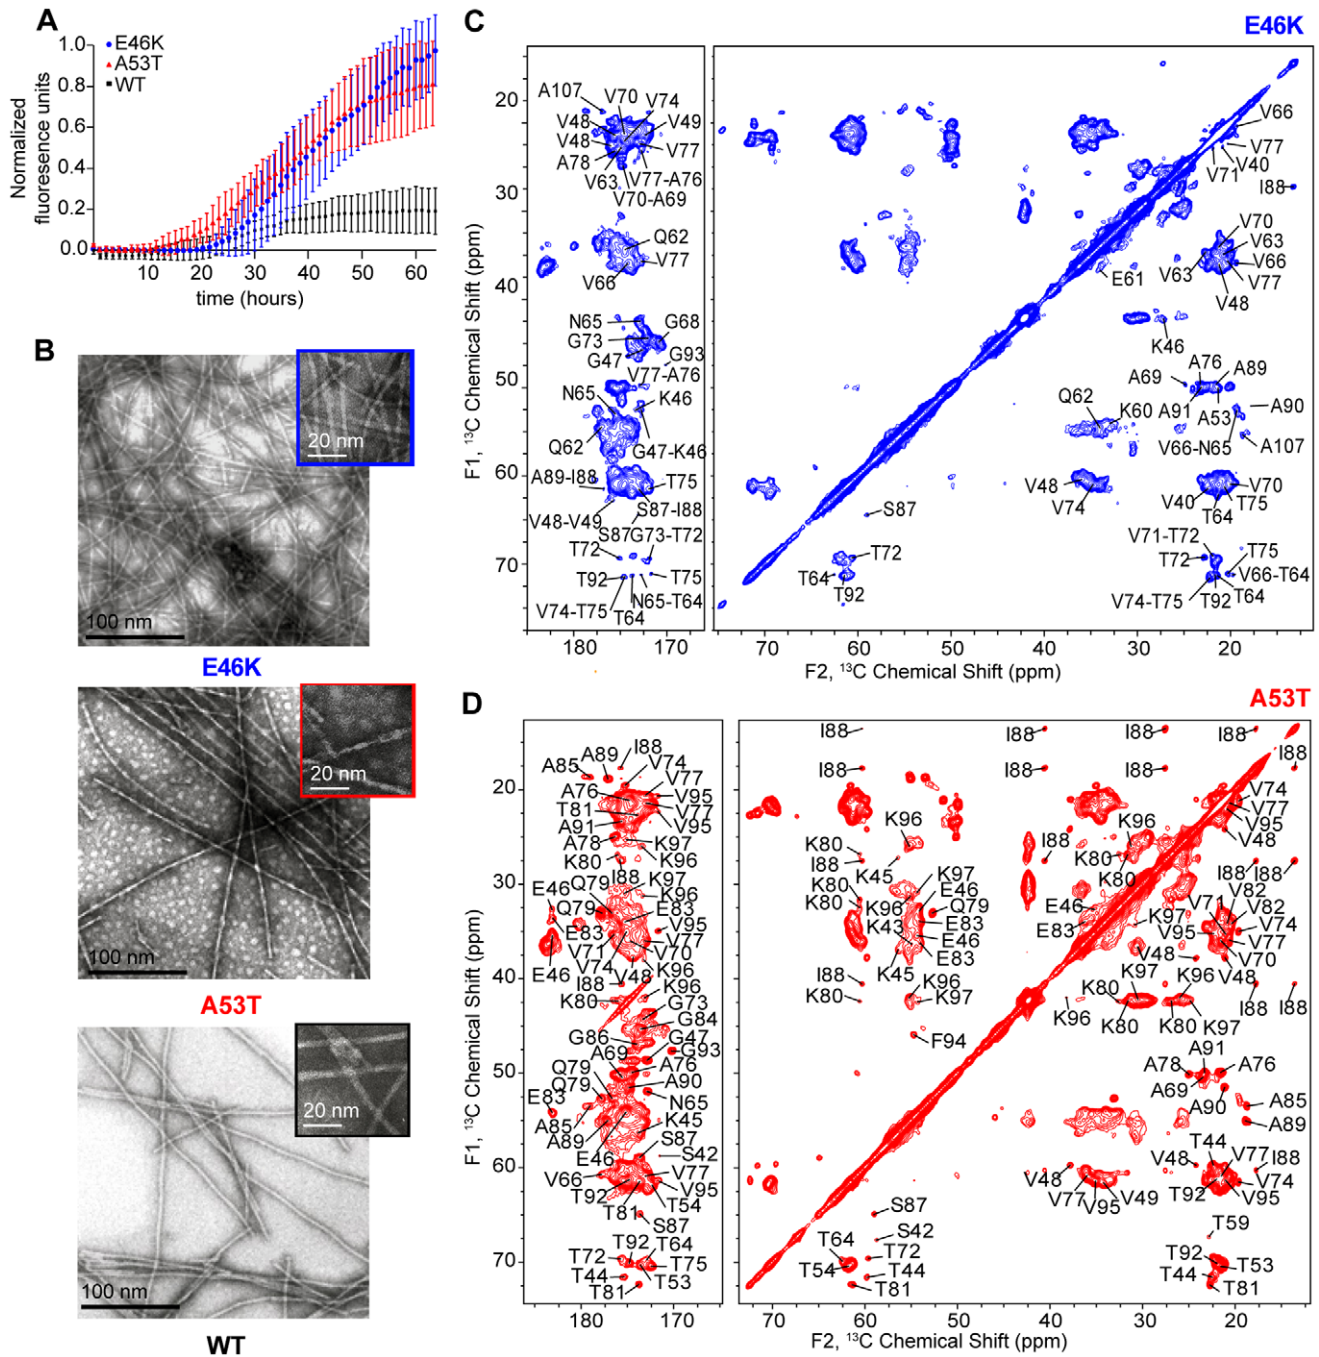 A
Normalized
fluoresence units
1.0
0.8
0.6
0.4
0.2
0.0
E46K
A53T
WT
10 20 30 40 50 60
time (hours)
B
20 nm
100 nm
E46K
20 nm
100 nm
A53T
20 nm
100 nm
WT
C
E46K
F1, ¹³C Chemical Shift (ppm)
20
30
40
50
60
70
A107
V70
V74
V48
V49
V48
V77
A78
V63
V77-A76
V70-A69
Q62
V77
V66
N65
G68
G73
G47
G93
V77-A76
N65
K46
Q62
G47-K46
A89-I88
T75
S87-I88
V48-V49
S87
G73-T72
T72
T92
T75
N65-T64
V74-T75
T64
180 170
V66
V77
V40
V71
I88
V70
V63
V63
V66
V77
E61
V48
K46
A76
A89
A69
Q62
K60
A91
A53
A90
V66-N65
A107
V48
V70
V74
V40
T75
T64
S87
V71-T72
T72
T72
T75
T64
V66-T64
T92
V74-T75
T92
T64
70 60 50 40 30 20
F2, ¹³C Chemical Shift (ppm)
D
A53T
F1, ¹³C Chemical Shift (ppm)
20
30
40
50
60
70
I88
A89
V74
A85
V77
A76
V95
T81
V77
A91
V95
A78
K97
K80
K96
I88
K97
Q79
E46
K96
Q79
E83
E83
V95
V71
V77
V70
E46
V74
V48
K96
I88
K96
K80
G73
G84
G86
G47
G93
A69
A76
Q79
A90
Q79
N65
E83
K45
A85
S87
A89
S42
E46
V66
V77
T92
V95
T81
T54
S87
T92
T64
T72
T75
T44
T53
T81
180 170
I88
I88
I88
I88
I88
I88
I88
I88
V74
V77
K96
K96
V95
K80
I88
V48
I88
K80
K45
K80
K96
I88
I88
K80
K97
V82
K80
E46
V71
V82
K96
Q79
E46
K97
V74
K43
E83
E83
V95
V77
E46
V48
V70
K45
E83
V48
I88
K96
K97
K96
I88
I88
K80
K97
K96
K80
K80
K97
F94
A91
A78
A76
A69
A90
A85
A89
T44
V48
V77
I88
V48
V74
V77
V49
T92
V95
V95
S87
T59
S42
T64
T72
T92
T54
T53
T44
T44
T81
T81
70 60 50 40 30 20
F2, ¹³C Chemical Shift (ppm)